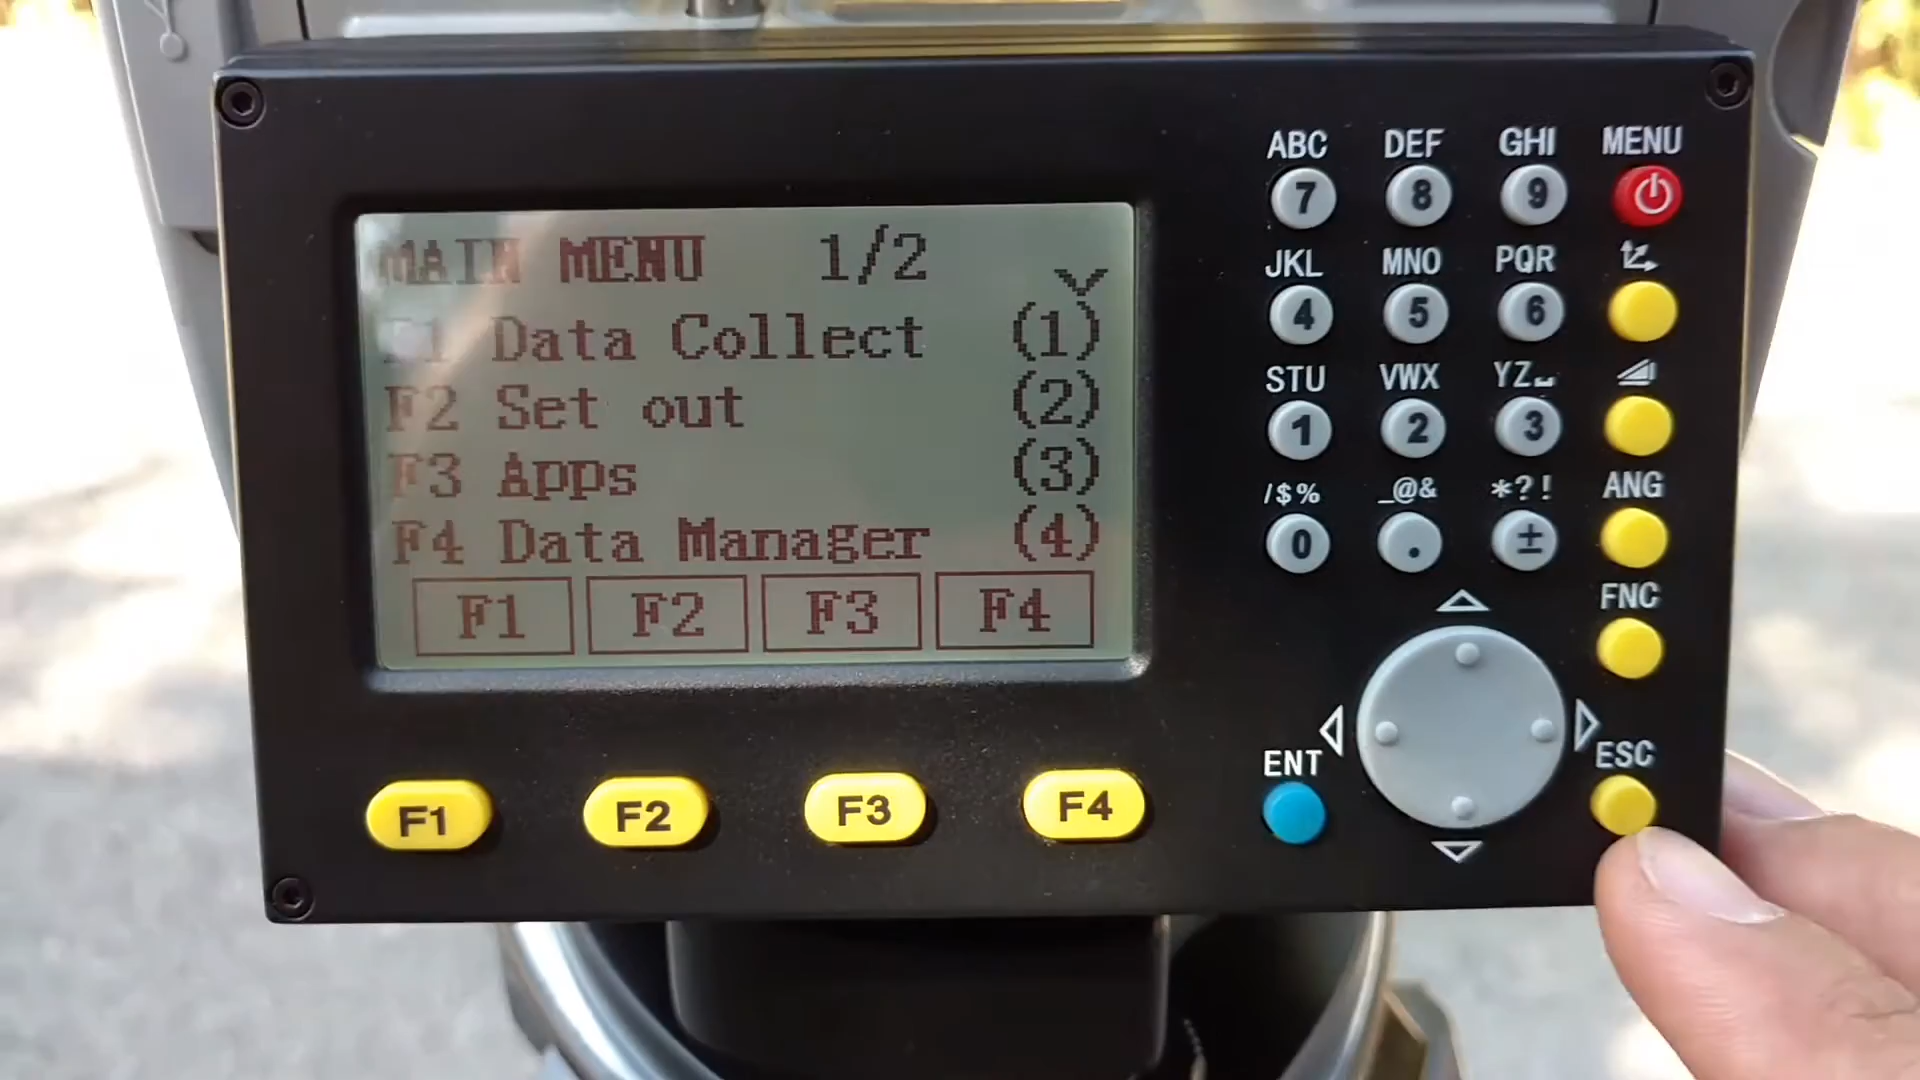 MAIN MENU 1/2
F1 Data Collect (1)
F2 Set out (2)
F3 Apps (3)
F4 Data Manager (4)
F1 F2 F3 F4
F1 F2 F3 F4
ABC DEF GHI MENU
7 8 9
JKL MNO PQR
4 5 6
STU VWX YZ␣
1 2 3
/$% _@& *?! ANG
0 . ±
FNC
ENT ESC